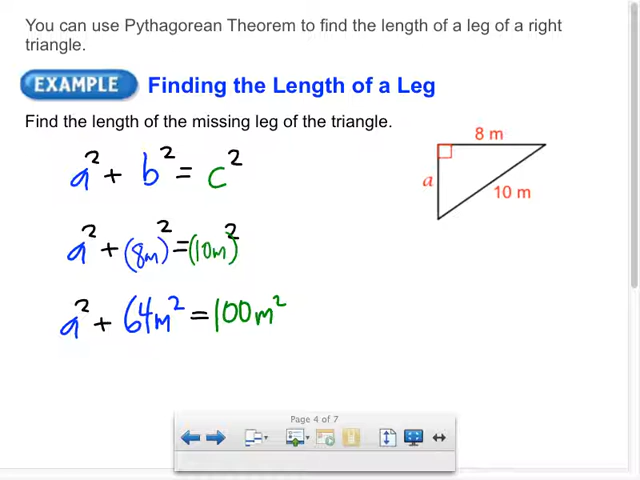 You can use Pythagorean Theorem to find the length of a leg of a right
triangle.
EXAMPLE Finding the Length of a Leg
Find the length of the missing leg of the triangle.
8 m
a
10 m
a² + b² = c²
a² + (8m)² = (10m)²
a² + 64m² = 100m²
Page 4 of 7